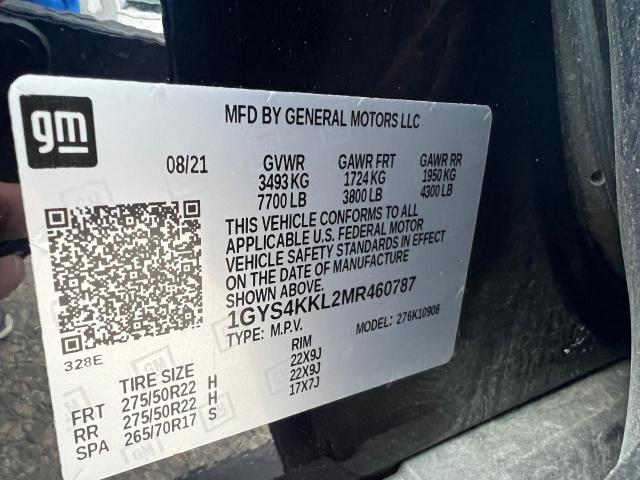 gm
MFD BY GENERAL MOTORS LLC
08/21 GVWR GAWR FRT GAWR RR
3493 KG 1724 KG 1950 KG
7700 LB 3800 LB 4300 LB
THIS VEHICLE CONFORMS TO ALL
APPLICABLE U.S. FEDERAL MOTOR
VEHICLE SAFETY STANDARDS IN EFFECT
ON THE DATE OF MANUFACTURE
SHOWN ABOVE.
1GYS4KKL2MR460787
TYPE: M.P.V. MODEL: 276K10906
328E
TIRE SIZE RIM
FRT 275/50R22 H 22X9J
RR 275/50R22 H 22X9J
SPA 265/70R17 S 17X7J